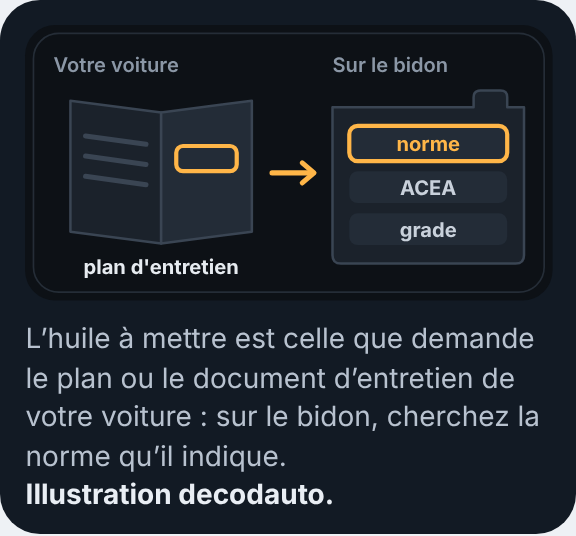 Votre voiture
Sur le bidon
norme
ACEA
grade
plan d'entretien
L’huile à mettre est celle que demande
le plan ou le document d’entretien de
votre voiture : sur le bidon, cherchez la
norme qu’il indique.
Illustration decodauto.